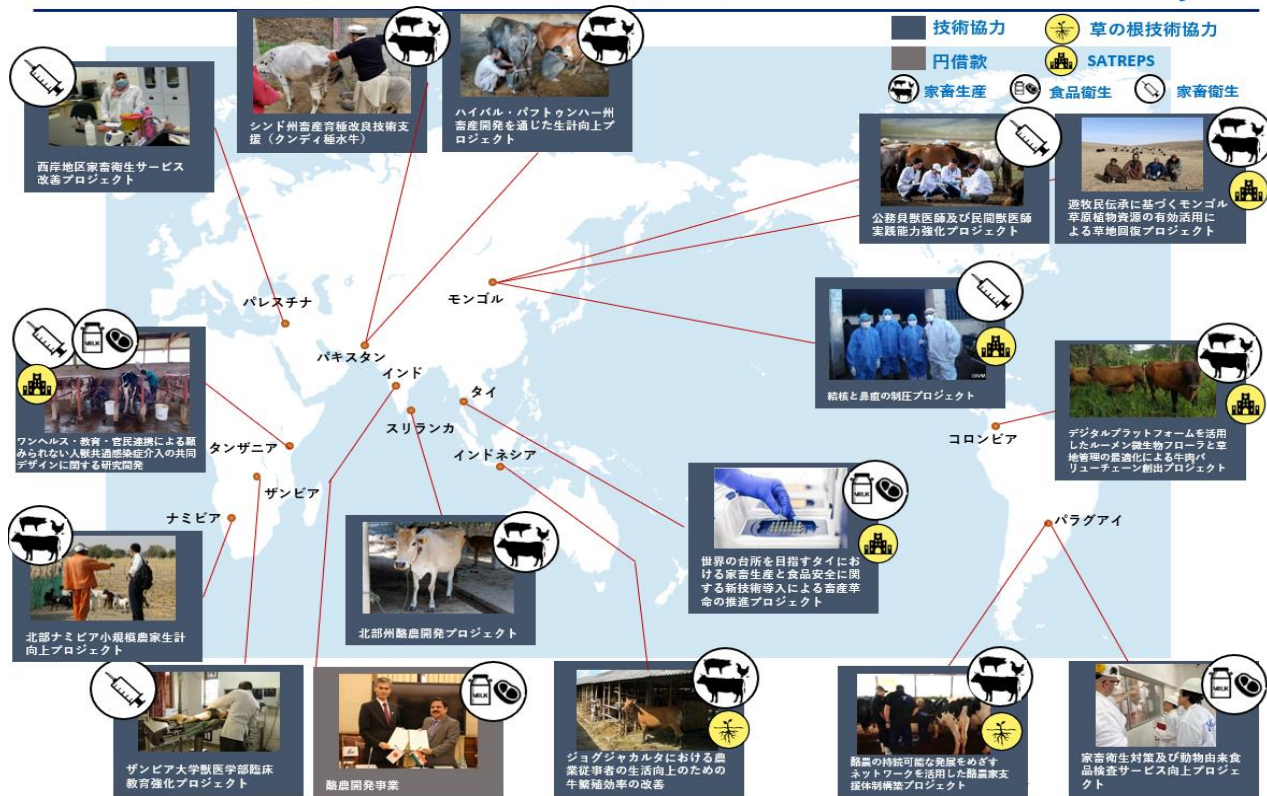 技術協力
草の根技術協力
円借款
SATREPS
家畜生産
食品衛生
家畜衛生
西岸地区家畜衛生サービス
改善プロジェクト
シンド州畜産育種改良技術支
援（クンディ種水牛）
ハイバル・パフトゥンハー州
畜産開発を通じた生計向上プ
ロジェクト
公務員獣医師及び民間獣医師
実践能力強化プロジェクト
遊牧民伝承に基づくモンゴル
草原植物資源の有効活用に
よる草地回復プロジェクト
パレスチナ
モンゴル
パキスタン
インド
タイ
スリランカ
インドネシア
タンザニア
ザンビア
ナミビア
コロンビア
パラグアイ
MILK
ワンヘルス・教育・官民連携による顧
みられない人獣共通感染症介入の共同
デザインに関する研究開発
結核と鼻疽の制圧プロジェクト
デジタルプラットフォームを活用
したルーメン微生物フローラと草
地管理の最適化による牛肉バ
リューチェーン創出プロジェクト
MILK
世界の台所を目指すタイにお
ける家畜生産と食品安全に関
する新技術導入による畜産革
命の推進プロジェクト
北部ナミビア小規模農家生計
向上プロジェクト
北部州酪農開発プロジェクト
ザンビア大学獣医学部臨床
教育強化プロジェクト
MILK
酪農開発事業
ジョグジャカルタにおける農
業従事者の生活向上のための
牛繁殖効率の改善
酪農の持続可能な発展をめざす
ネットワークを活用した酪農家支
援体制構築プロジェクト
MILK
家畜衛生対策及び動物由来食
品検査サービス向上プロジェ
クト